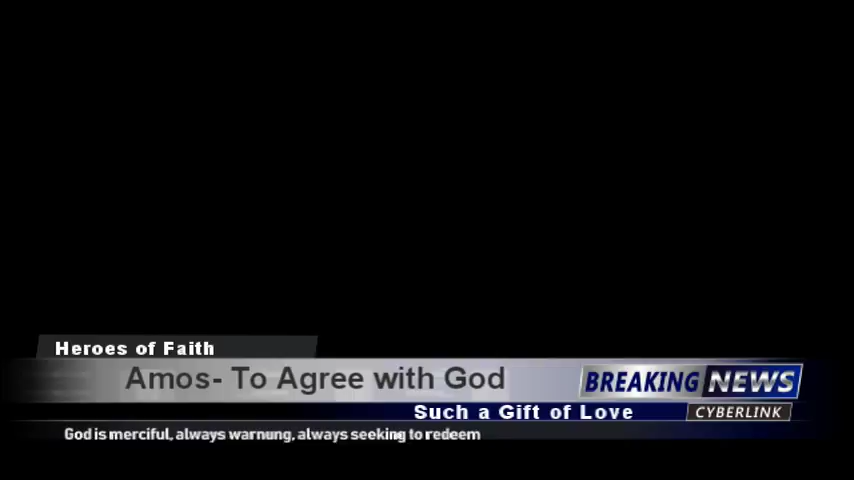 Heroes of Faith
Amos- To Agree with God
BREAKING NEWS
Such a Gift of Love
CYBERLINK
God is merciful, always warnung, always seeking to redeem